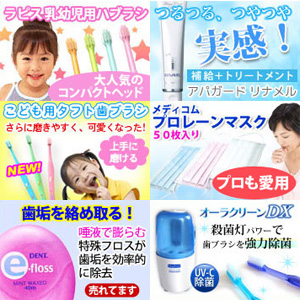 ラピス乳幼児用ハブラシ
大人気の
コンパクトヘッド
つるつる、つやつや
実感!
補給+トリートメント
アパガード リナメル
こども用タフト歯ブラシ
さらに磨きやすく、可愛くなった!
上手に
磨ける
NEW!
メディコム
プロレーンマスク
50枚入り
プロも愛用
歯垢を絡め取る!
唾液で膨らむ
特殊フロスが
歯垢を効率的
に除去
DENT.
e-floss
MINT WAXED
売れてます
オーラクリーンDX
殺菌灯パワーで
歯ブラシを強力除菌
UV-C
除菌